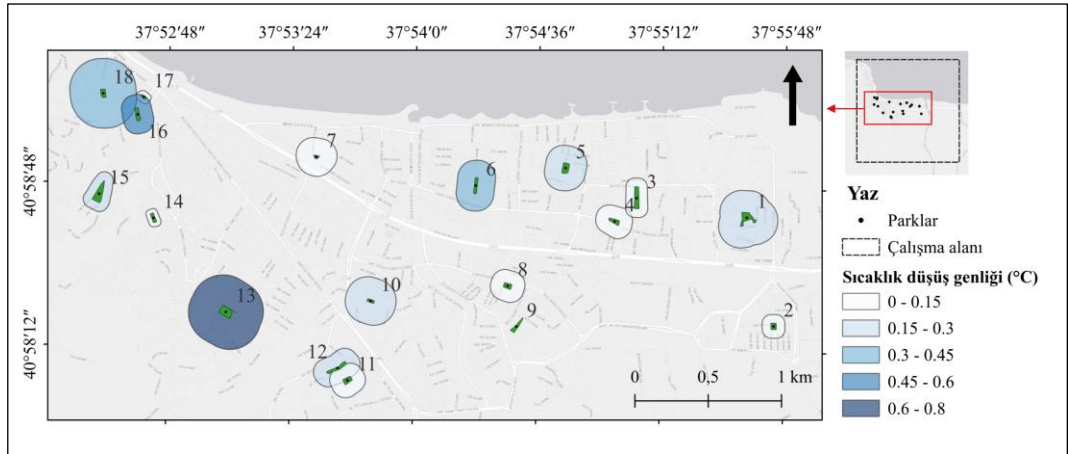 37°52′48″ 37°53′24″ 37°54′0″ 37°54′36″ 37°55′12″ 37°55′48″
18 17
16
7
5
40°58′48″
6
15
3
14
4
1
8
13
10
9
2
40°58′12″
12 11
0 0,5 1 km
Yaz
Parklar
Çalışma alanı
Sıcaklık düşüş genliği (°C)
0 - 0.15
0.15 - 0.3
0.3 - 0.45
0.45 - 0.6
0.6 - 0.8